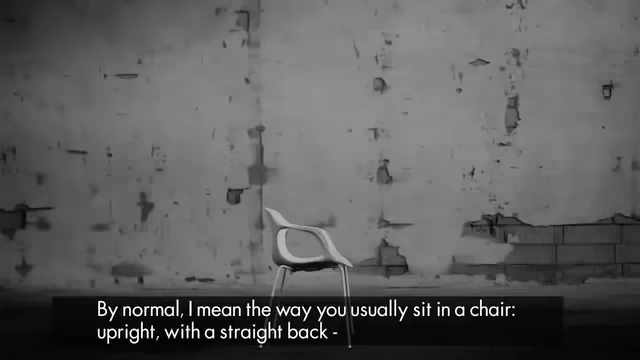 By normal, I mean the way you usually sit in a chair:
upright, with a straight back -